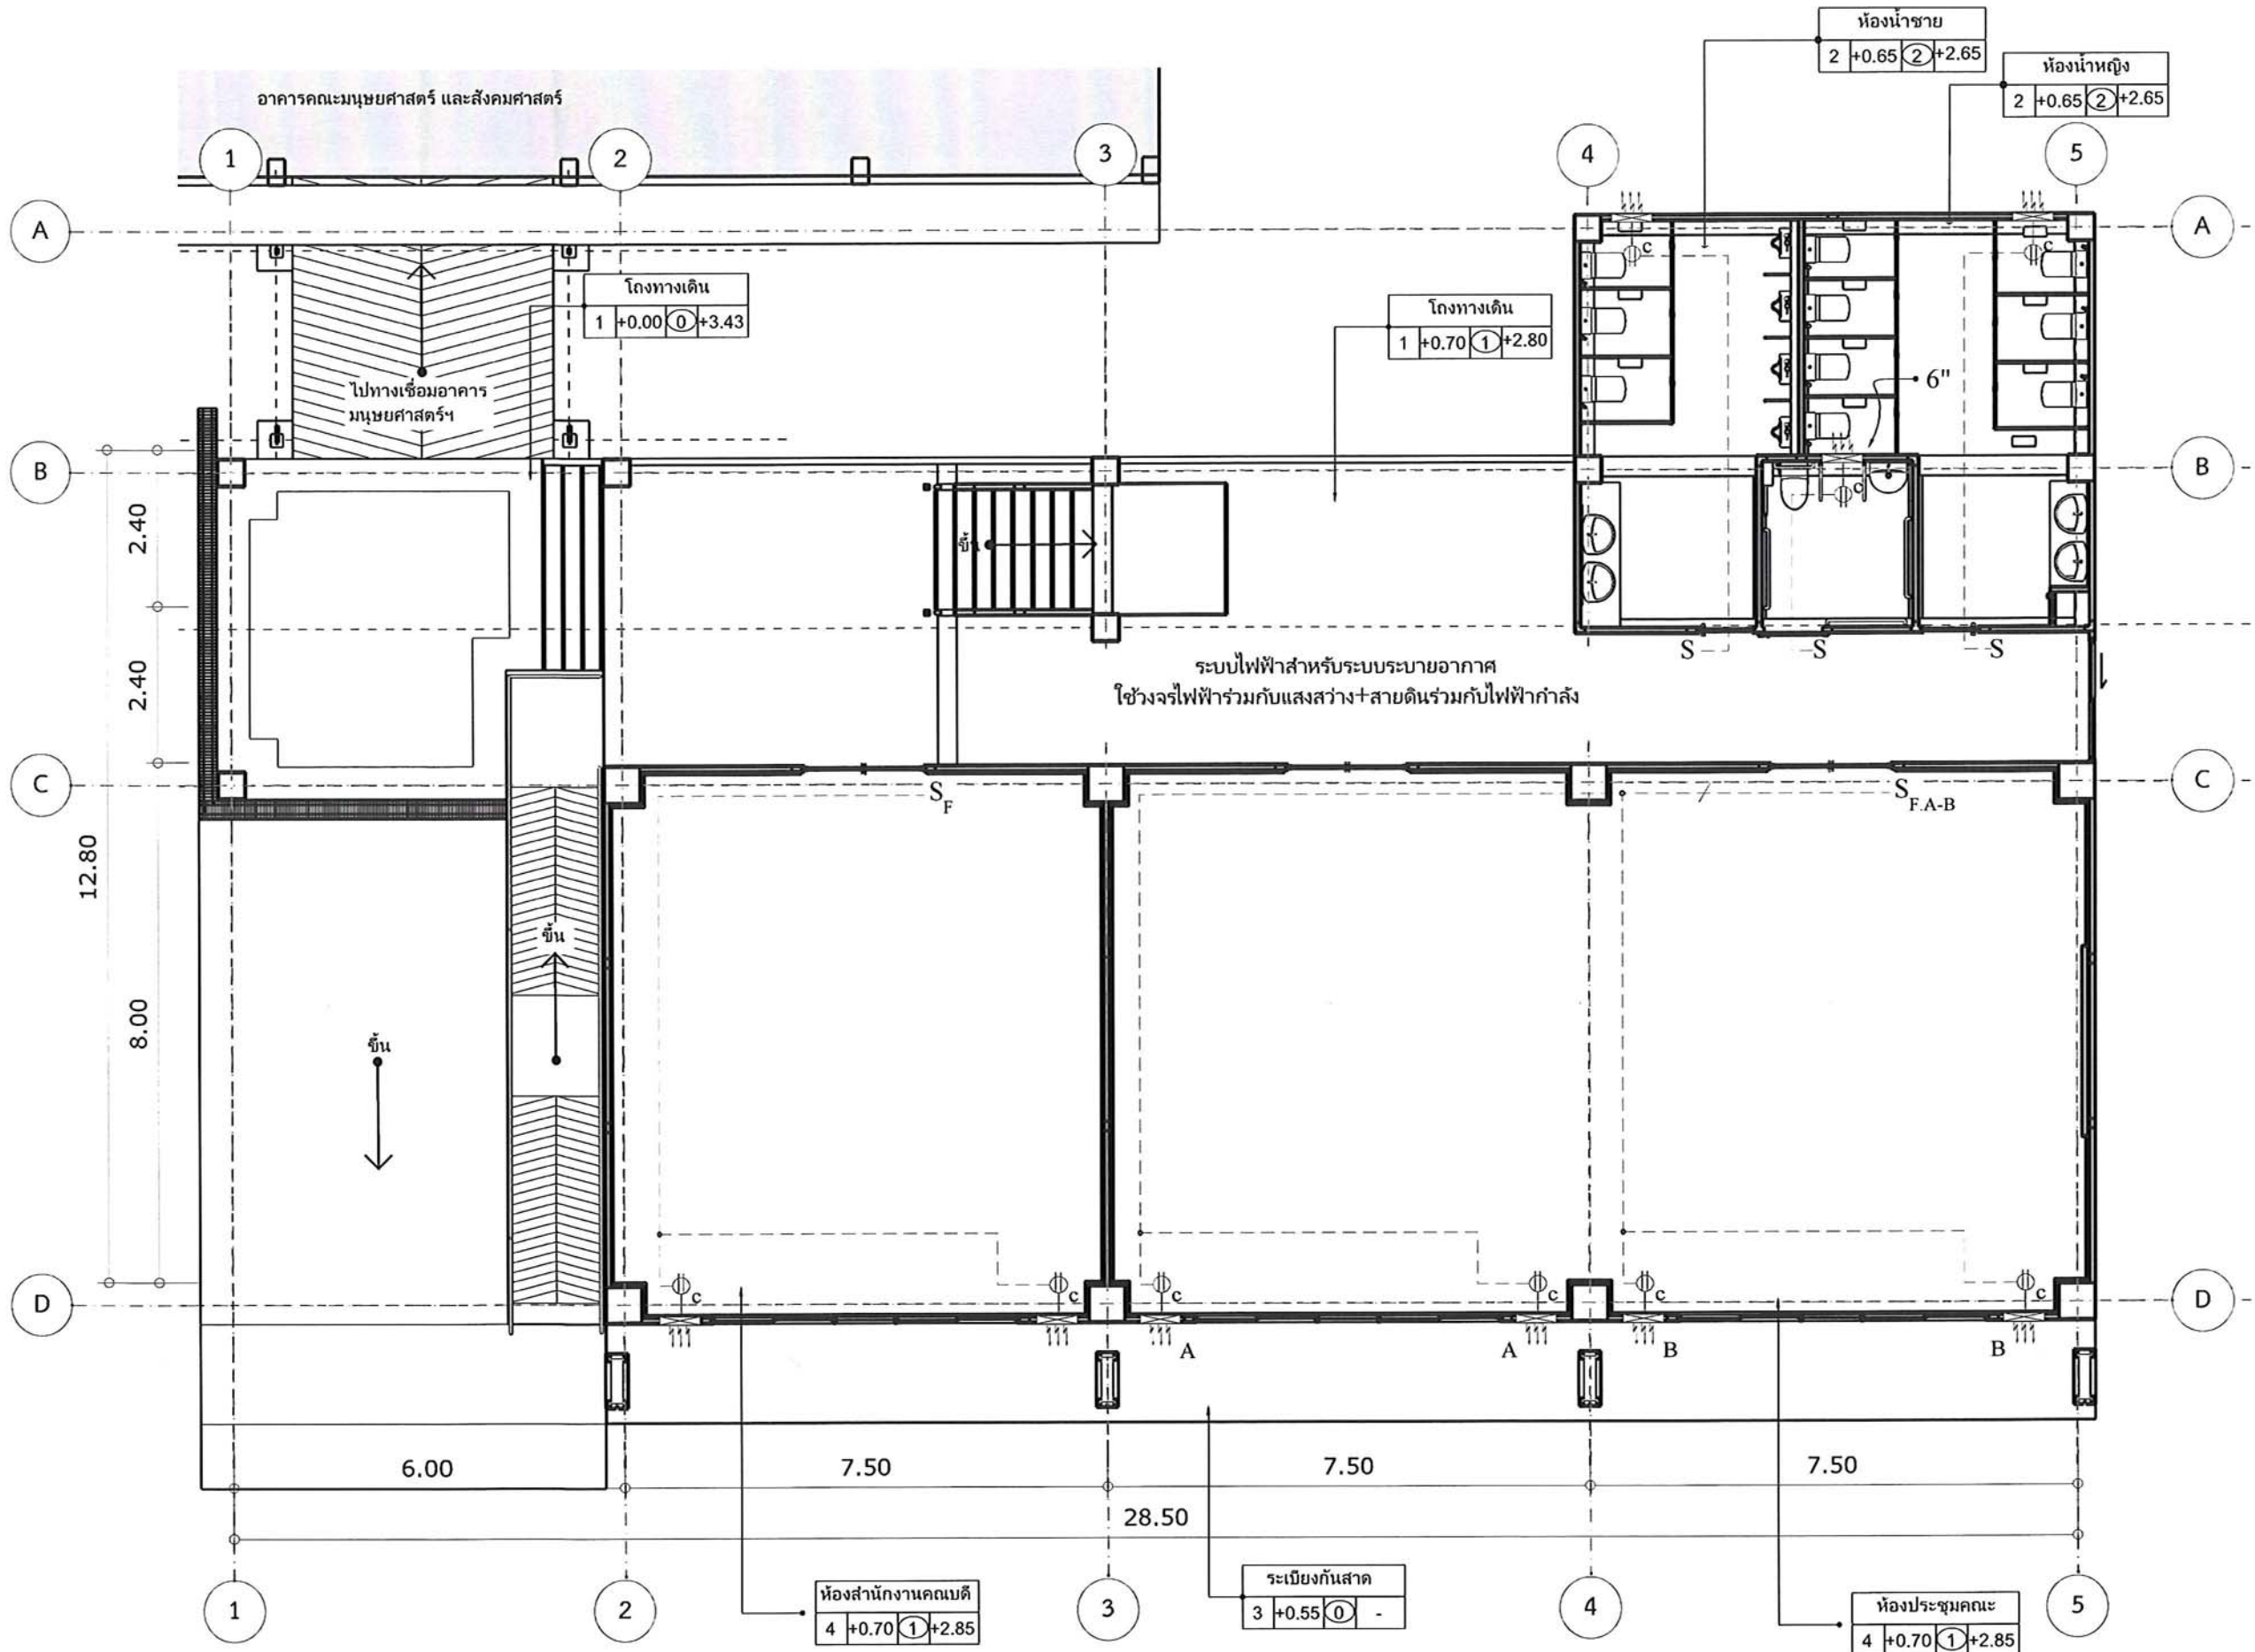 ห้องน้ำชาย
2 +0.65 2 +2.65
ห้องน้ำหญิง
2 +0.65 2 +2.65
อาคารคณะมนุษยศาสตร์ และสังคมศาสตร์
1 2 3 4 5
A A
โถงทางเดิน
1 +0.00 0 +3.43
โถงทางเดิน
1 +0.70 1 +2.80
c c
ไปทางเชื่อมอาคาร
มนุษยศาสตร์ฯ
6"
B B
c
2.40
ขึ้น
S S S
ระบบไฟฟ้าสำหรับระบบระบายอากาศ
ใช้วงจรไฟฟ้าร่วมกับแสงสว่าง+สายดินร่วมกับไฟฟ้ากำลัง
2.40
C C
S F
S F.A-B
12.80
ขึ้น
8.00
ขึ้น
D D
c c c c c c
A A B B
6.00 7.50 7.50 7.50
28.50
1 2 3 4 5
ห้องสำนักงานคณบดี
4 +0.70 1 +2.85
ระเบียงกันสาด
3 +0.55 0 -
ห้องประชุมคณะ
4 +0.70 1 +2.85